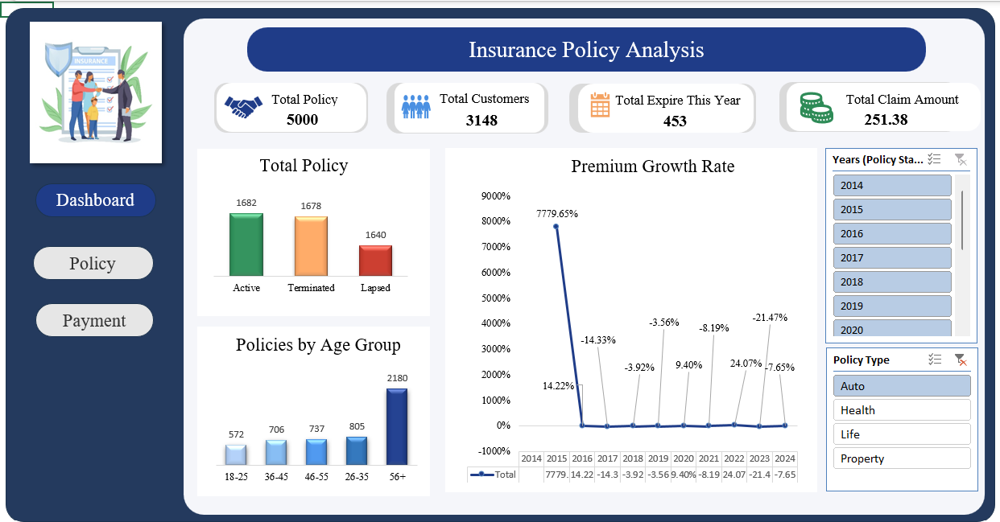 INSURANCE
Dashboard
Policy
Payment
Insurance Policy Analysis
Total Policy
5000
Total Customers
3148
Total Expire This Year
453
Total Claim Amount
251.38
Total Policy
1682
1678
1640
Active Terminated Lapsed
Policies by Age Group
572
706
737
805
2180
18-25 36-45 46-55 26-35 56+
Premium Growth Rate
9000%
8000%
7000%
6000%
5000%
4000%
3000%
2000%
1000%
0%
-1000%
7779.65%
14.22%
-14.33%
-3.92%
-3.56%
9.40%
-8.19%
24.07%
-21.47%
-7.65%
2014 2015 2016 2017 2018 2019 2020 2021 2022 2023 2024
Total 7779. 14.22 -14.3 -3.92 -3.56 9.40% -8.19 24.07 -21.4 -7.65
Years (Policy Sta...
2014
2015
2016
2017
2018
2019
2020
Policy Type
Auto
Health
Life
Property